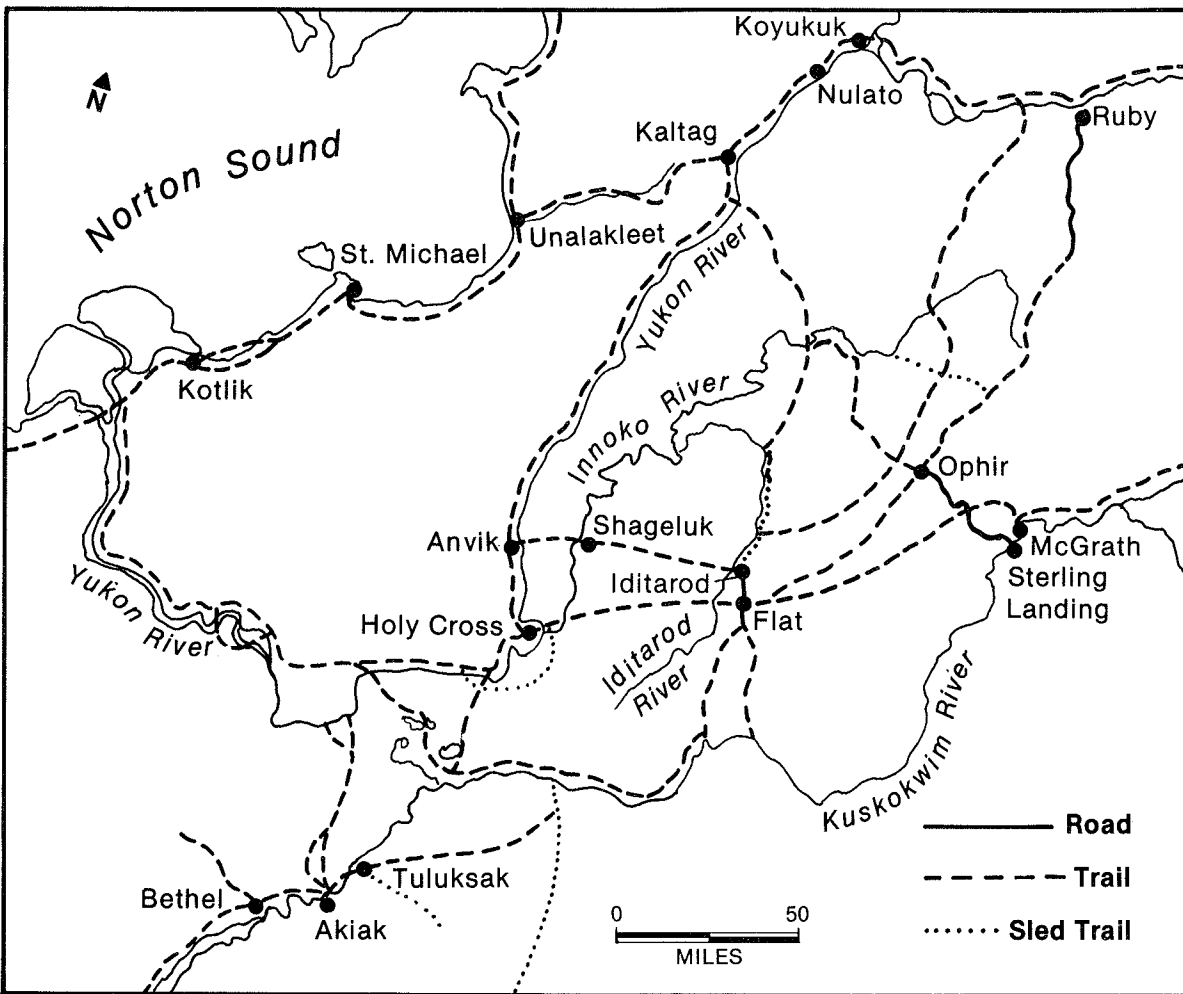 Koyukuk
Nulato
Ruby
Kaltag
N
Norton Sound
Unalakleet
St. Michael
Yukon River
Kotlik
Innoko River
Ophir
Anvik
Shageluk
McGrath
Sterling
Landing
Iditarod
Flat
Yukon
River
Holy Cross
Iditarod
River
Kuskokwim River
Road
Trail
Sled Trail
Tuluksak
Bethel
Akiak
0 50
MILES